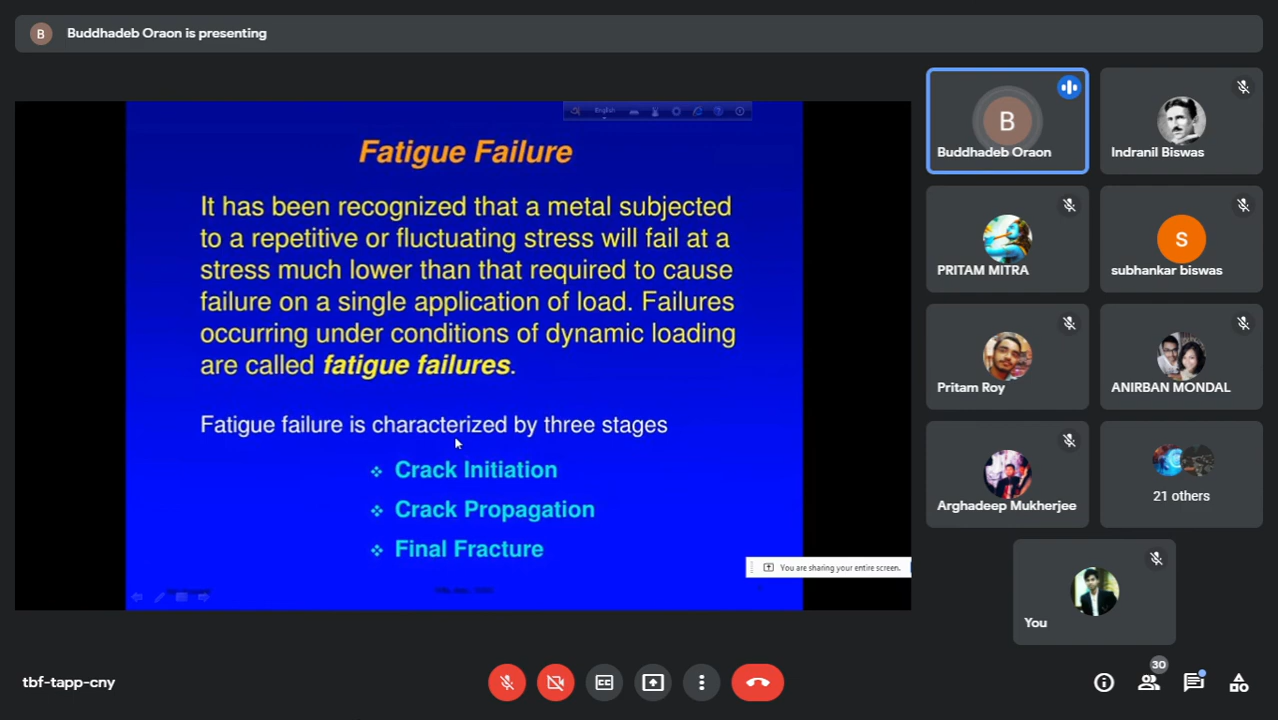 B
Buddhadeb Oraon is presenting
English
Fatigue Failure
It has been recognized that a metal subjected
to a repetitive or fluctuating stress will fail at a
stress much lower than that required to cause
failure on a single application of load. Failures
occurring under conditions of dynamic loading
are called fatigue failures.
Fatigue failure is characterized by three stages
❖ Crack Initiation
❖ Crack Propagation
❖ Final Fracture
You are sharing your entire screen.
B
Buddhadeb Oraon
Indranil Biswas
PRITAM MITRA
S
subhankar biswas
Pritam Roy
ANIRBAN MONDAL
Arghadeep Mukherjee
21 others
You
tbf-tapp-cny
CC
30